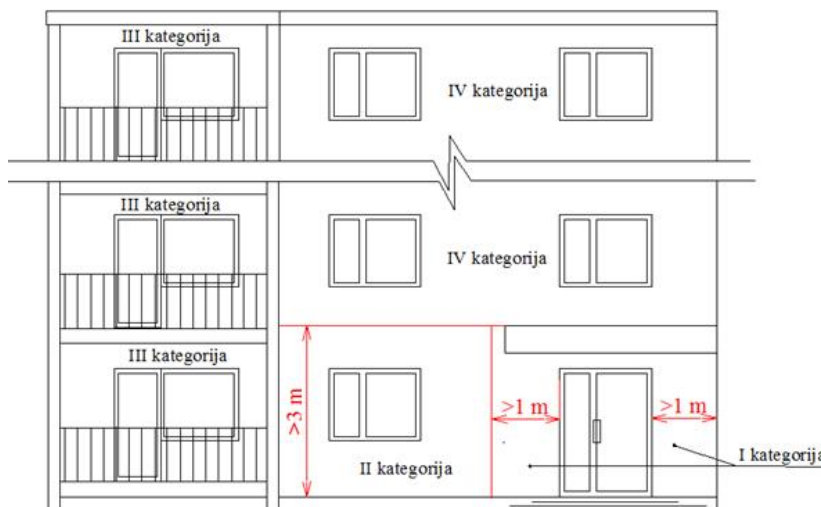 III kategorija
IV kategorija
III kategorija
IV kategorija
III kategorija
>3 m
>1 m
>1 m
II kategorija
I kategorija